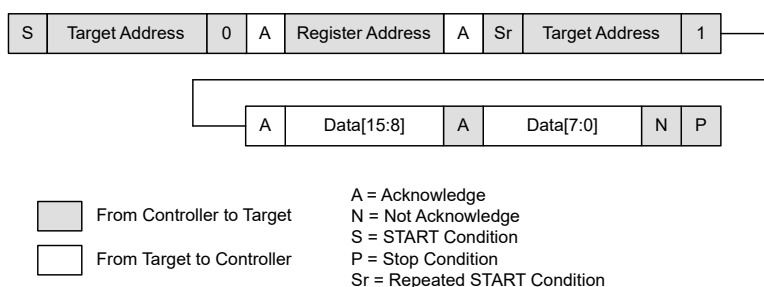 S Target Address 0 A Register Address A Sr Target Address 1
A Data[15:8] A Data[7:0] N P
From Controller to Target
From Target to Controller
A = Acknowledge
N = Not Acknowledge
S = START Condition
P = Stop Condition
Sr = Repeated START Condition